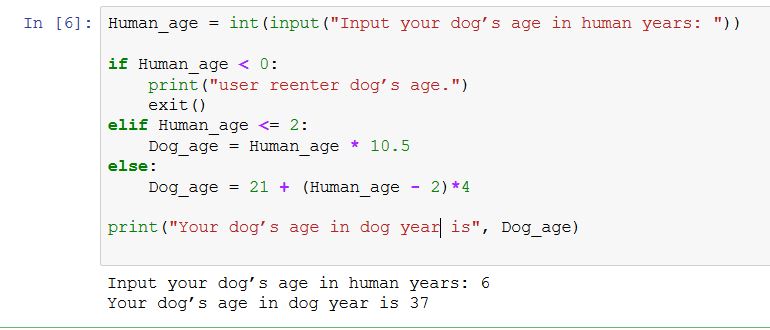 In [6]: Human_age = int(input("Input your dog’s age in human years: "))
if Human_age < 0:
    print("user reenter dog’s age.")
    exit()
elif Human_age <= 2:
    Dog_age = Human_age * 10.5
else:
    Dog_age = 21 + (Human_age - 2)*4
print("Your dog’s age in dog year is", Dog_age)
Input your dog’s age in human years: 6
Your dog’s age in dog year is 37